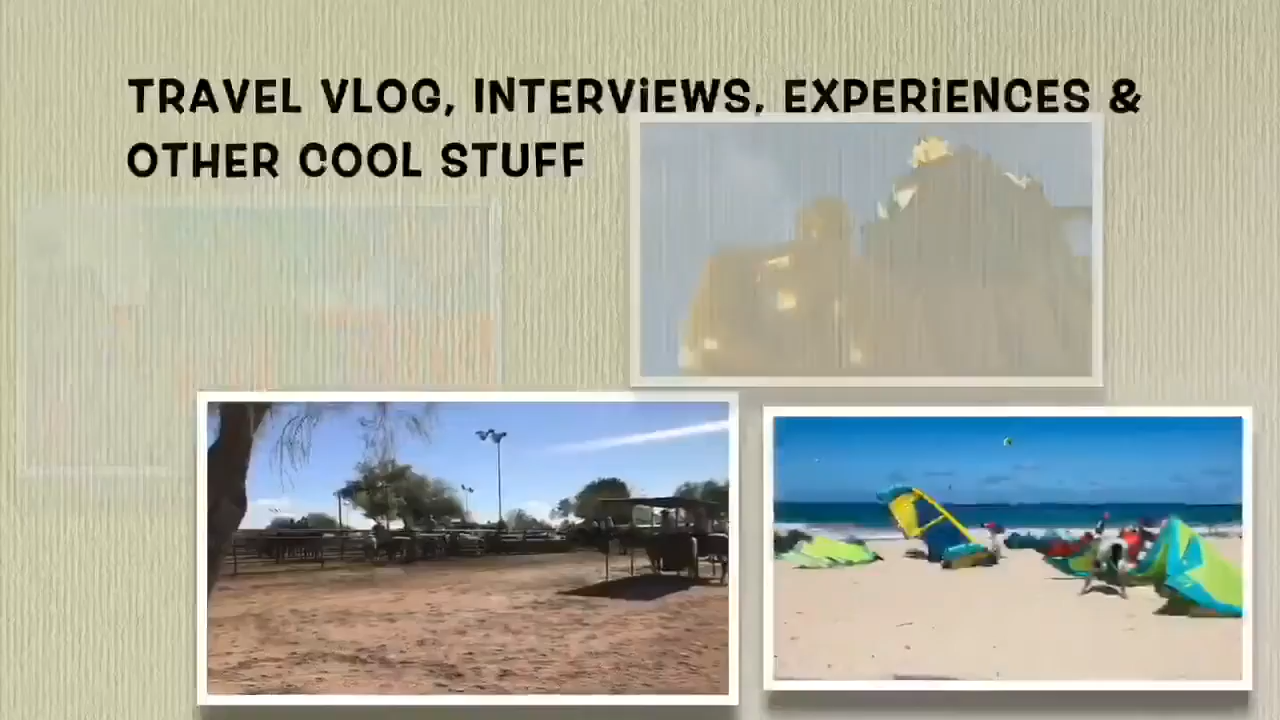 TRAVEL VLOG, INTERVIEWS, EXPERIENCES &
OTHER COOL STUFF